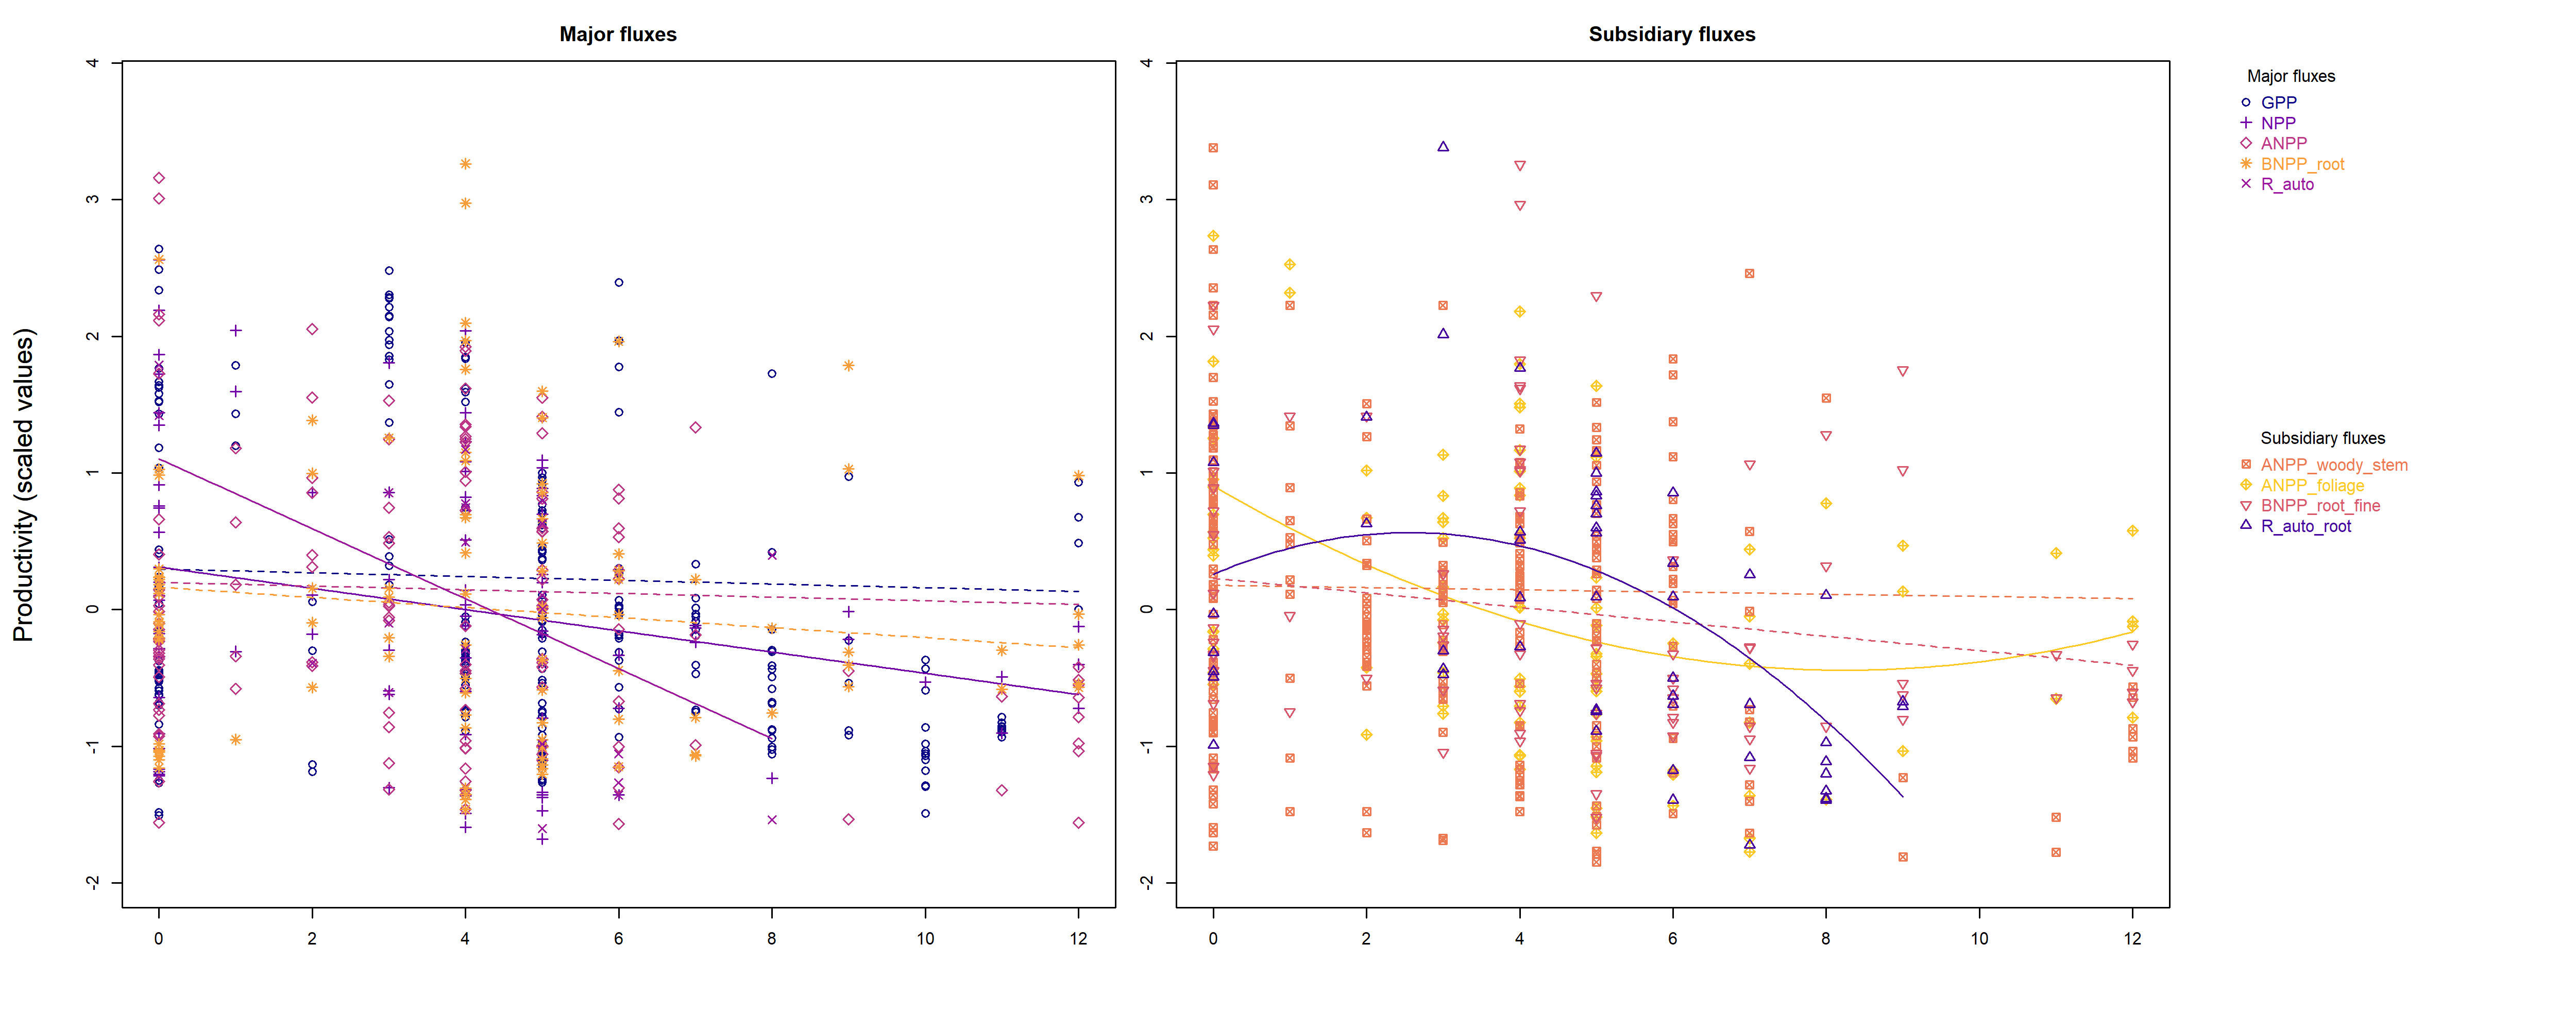 Major fluxes
Subsidiary fluxes
Productivity (scaled values)
4
3
2
1
0
-1
-2
0 2 4 6 8 10 12
4
3
2
1
0
-1
-2
0 2 4 6 8 10 12
Major fluxes
GPP
NPP
ANPP
BNPP_root
R_auto
Subsidiary fluxes
ANPP_woody_stem
ANPP_foliage
BNPP_root_fine
R_auto_root